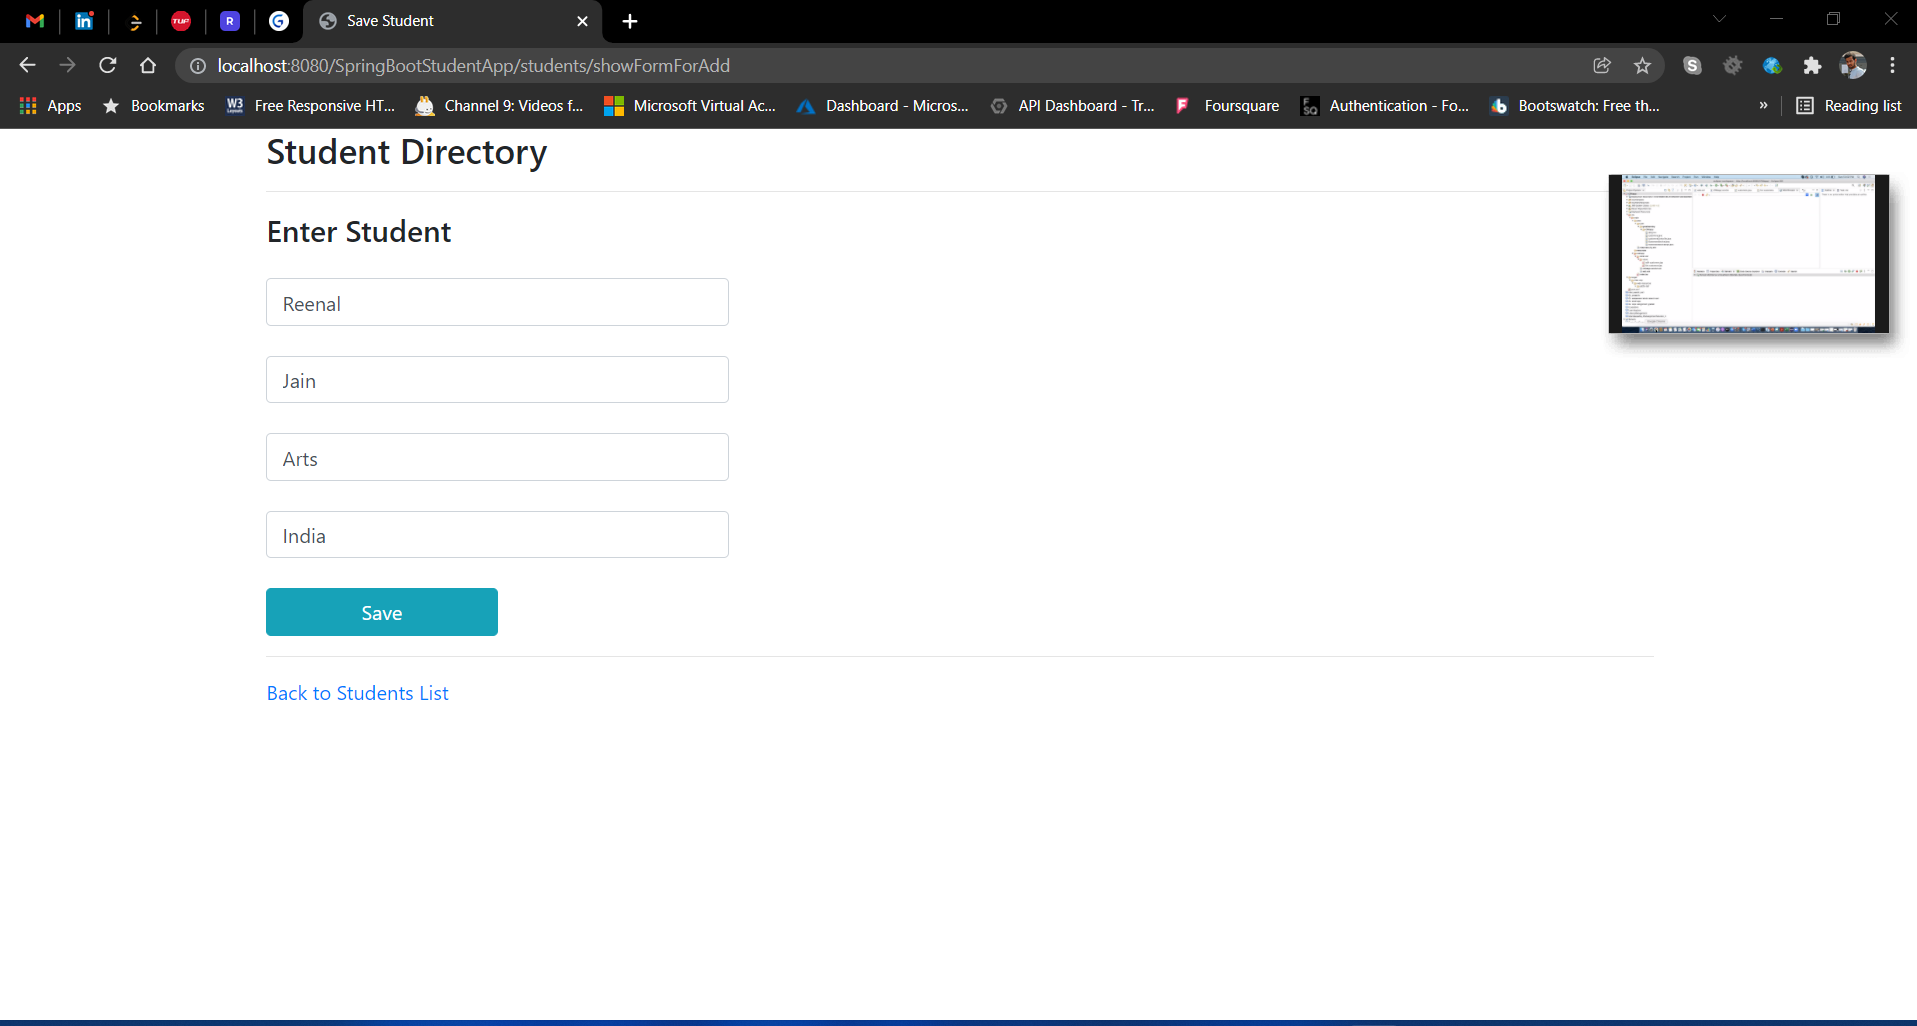 Save Student
localhost:8080/SpringBootStudentApp/students/showFormForAdd
Apps Bookmarks Free Responsive HT... Channel 9: Videos f... Microsoft Virtual Ac... Dashboard - Micros... API Dashboard - Tr... Foursquare Authentication - Fo... Bootswatch: Free th... » Reading list
Student Directory
Enter Student
Reenal
Jain
Arts
India
Save
Back to Students List